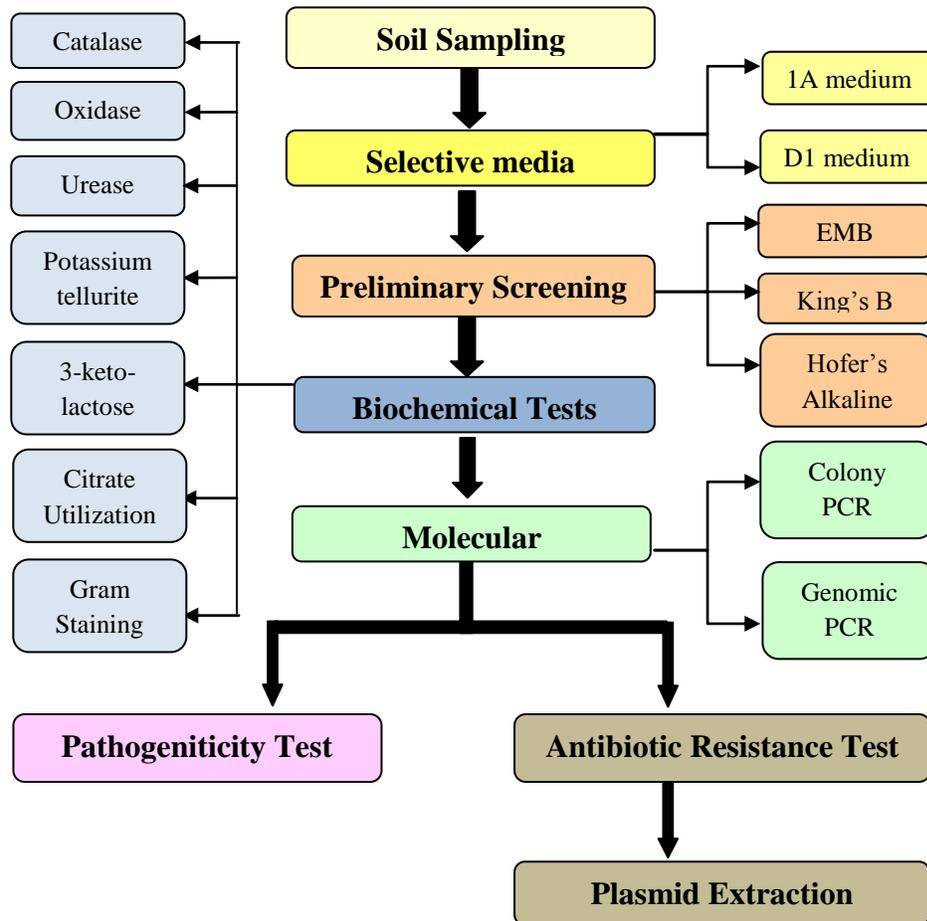 Soil Sampling
Selective media
1A medium
D1 medium
Preliminary Screening
EMB
King's B
Hofer's
Alkaline
Biochemical Tests
Catalase
Oxidase
Urease
Potassium
tellurite
3-keto-
lactose
Citrate
Utilization
Gram
Staining
Molecular
Colony
PCR
Genomic
PCR
Pathogeniticity Test
Antibiotic Resistance Test
Plasmid Extraction